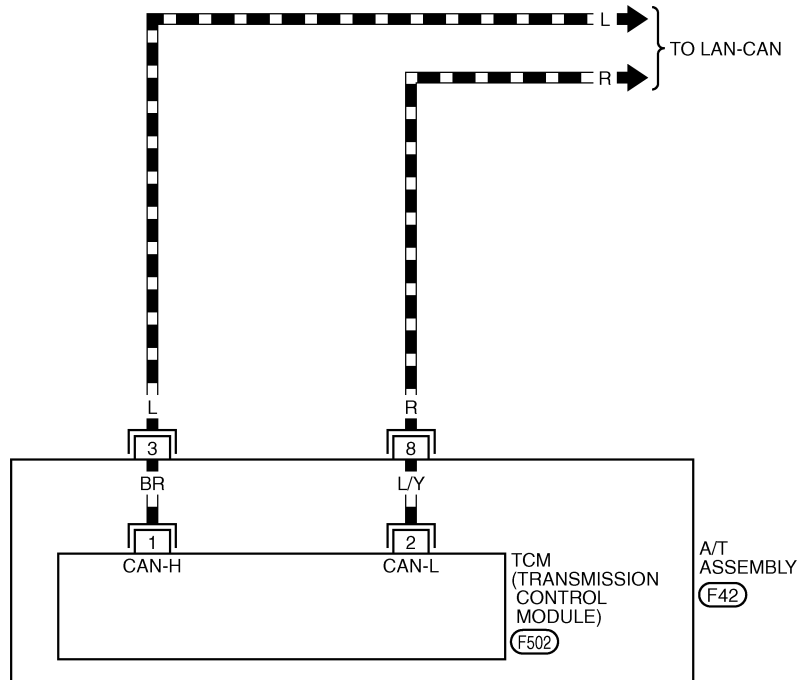 L
TO LAN-CAN
R
L
R
3
8
BR
L/Y
1
2
CAN-H
CAN-L
TCM
(TRANSMISSION
CONTROL
MODULE)
F502
A/T
ASSEMBLY
F42